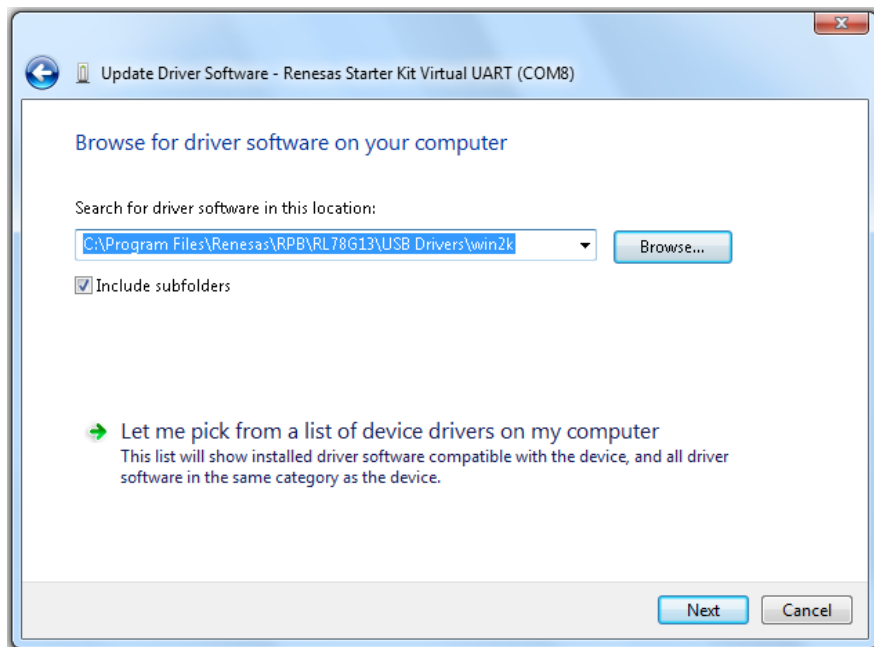 Update Driver Software - Renesas Starter Kit Virtual UART (COM8)
Browse for driver software on your computer
Search for driver software in this location:
C:\Program Files\Renesas\RPB\RL78G13\USB Drivers\win2k
Browse...
Include subfolders
Let me pick from a list of device drivers on my computer
This list will show installed driver software compatible with the device, and all driver
software in the same category as the device.
Next
Cancel